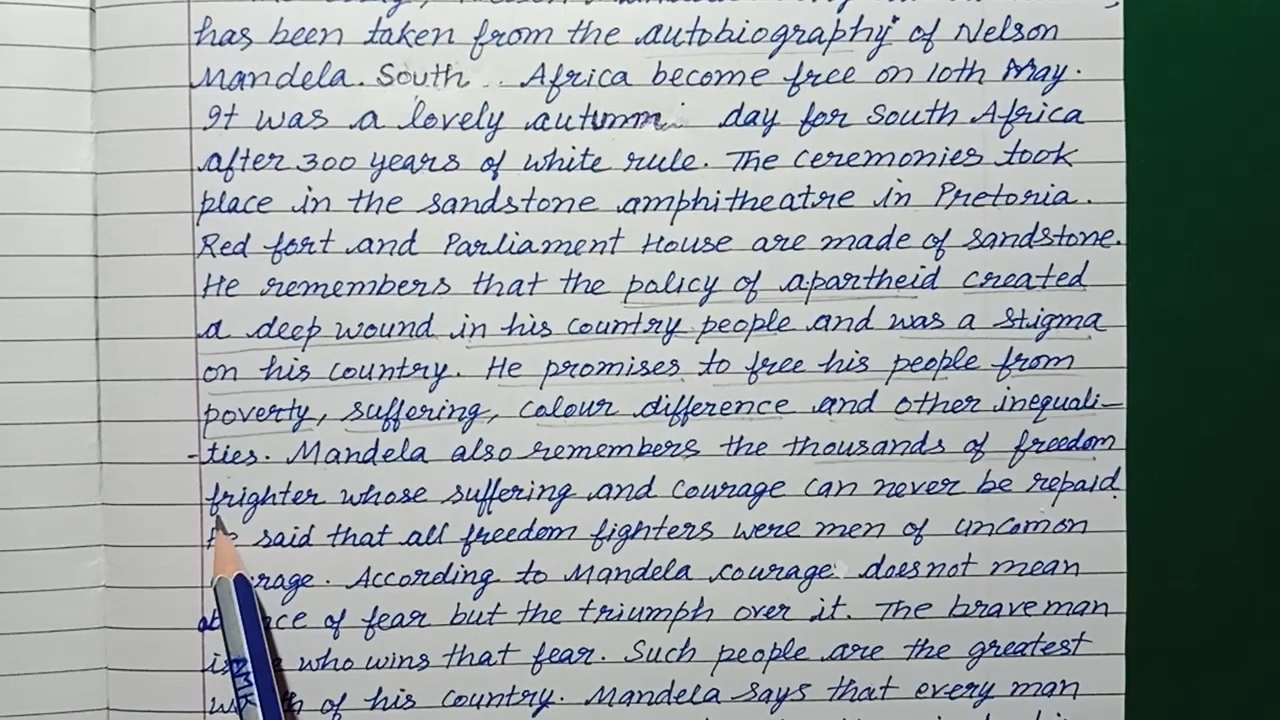 has been taken from the autobiography of Nelson
Mandela. South Africa become free on 10th May.
It was a lovely autumn day for South Africa
after 300 years of white rule. The ceremonies took
place in the sandstone amphitheatre in Pretoria.
Red fort and Parliament House are made of sandstone.
He remembers that the policy of apartheid created
a deep wound in his country people and was a stigma
on his country. He promises to free his people from
poverty, suffering, colour difference and other inequali-
-ties. Mandela also remembers the thousands of freedom
frighter whose suffering and courage can never be repaid.
said that all freedom fighters were men of uncomon
According to Mandela courage does not mean
of fear but the triumph over it. The brave man
who wins that fear. Such people are the greatest
of his country. Mandela says that every man